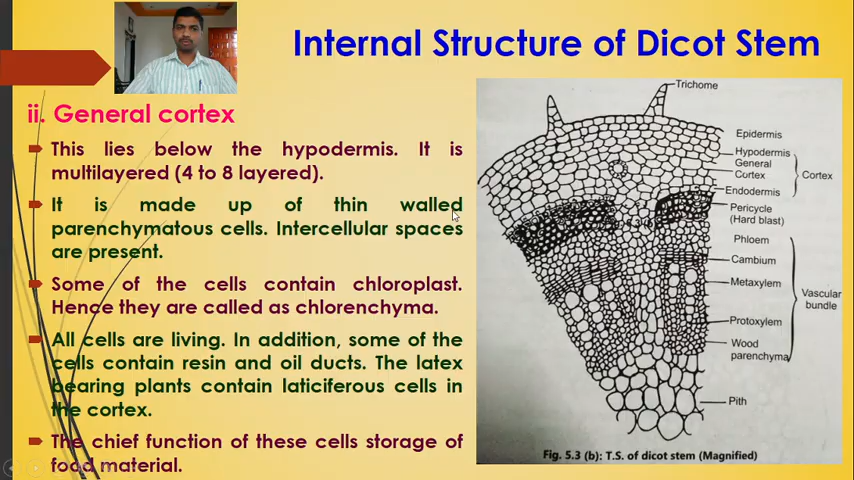 Internal Structure of Dicot Stem
ii. General cortex
This lies below the hypodermis. It is
multilayered (4 to 8 layered).
It is made up of thin walled
parenchymatous cells. Intercellular spaces
are present.
Some of the cells contain chloroplast.
Hence they are called as chlorenchyma.
All cells are living. In addition, some of the
cells contain resin and oil ducts. The latex
bearing plants contain laticiferous cells in
the cortex.
The chief function of these cells storage of
food material.
Trichome
Epidermis
Hypodermis
General
Cortex
Cortex
Endodermis
Pericycle
(Hard blast)
Phloem
Cambium
Metaxylem
Vascular
bundle
Protoxylem
Wood
parenchyma
Pith
Fig. 5.3 (b): T.S. of dicot stem (Magnified)